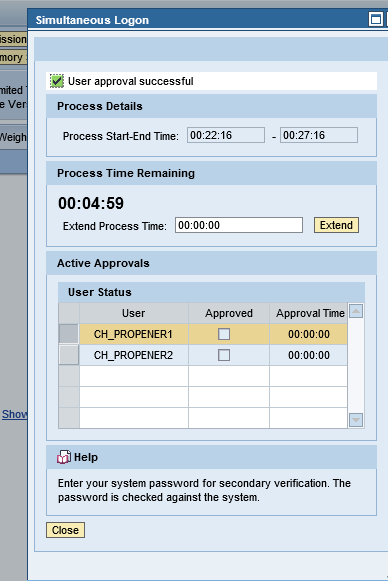 Simultaneous Logon
ission
mory
User approval successful
mited
e Ver
Process Details
Weigh
Process Start-End Time: 00:22:16 - 00:27:16
Process Time Remaining
00:04:59
Extend Process Time: 00:00:00 Extend
Active Approvals
User Status
User Approved Approval Time
CH_PROPENER1 00:00:00
CH_PROPENER2 00:00:00
Show
Help
Enter your system password for secondary verification. The
password is checked against the system.
Close